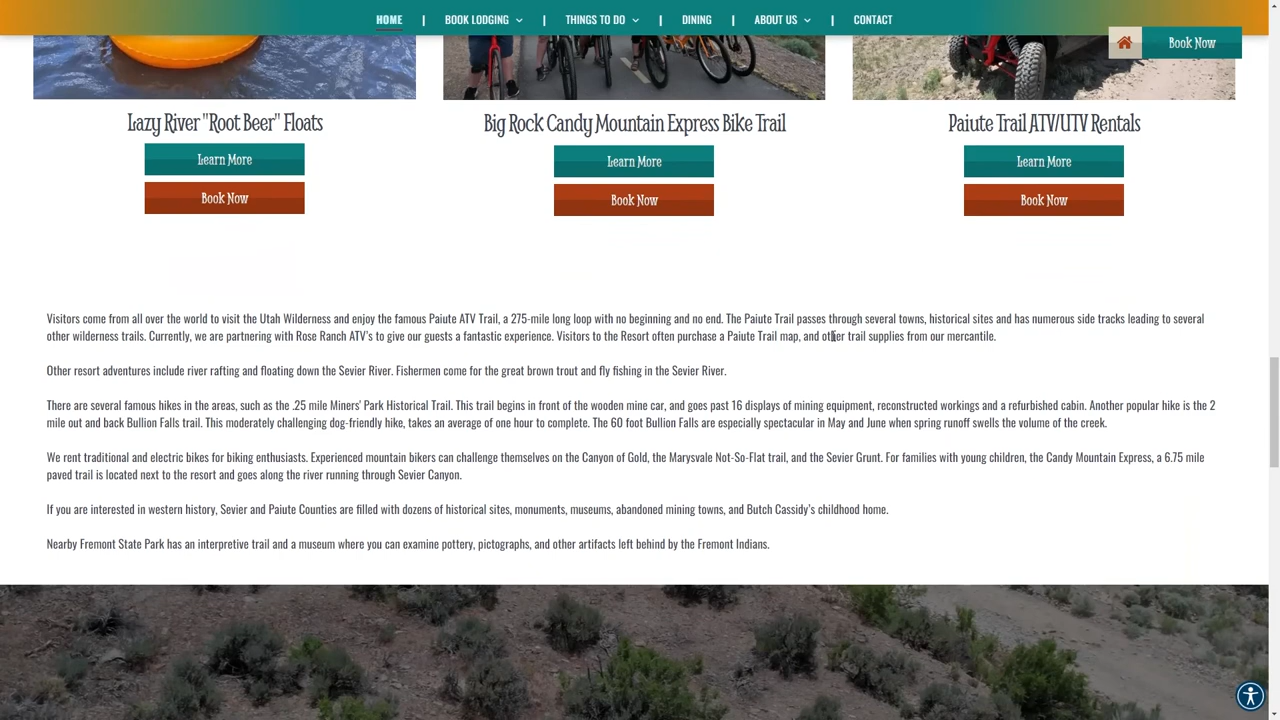 HOME | BOOK LODGING | THINGS TO DO | DINING | ABOUT US | CONTACT
Book Now
Lazy River "Root Beer" Floats
Big Rock Candy Mountain Express Bike Trail
Paiute Trail ATV/UTV Rentals
Learn More
Learn More
Learn More
Book Now
Book Now
Book Now
Visitors come from all over the world to visit the Utah Wilderness and enjoy the famous Paiute ATV Trail, a 275-mile long loop with no beginning and no end. The Paiute Trail passes through several towns, historical sites and has numerous side tracks leading to several
other wilderness trails. Currently, we are partnering with Rose Ranch ATV's to give our guests a fantastic experience. Visitors to the Resort often purchase a Paiute Trail map, and other trail supplies from our mercantile.
Other resort adventures include river rafting and floating down the Sevier River. Fishermen come for the great brown trout and fly fishing in the Sevier River.
There are several famous hikes in the areas, such as the .25 mile Miners' Park Historical Trail. This trail begins in front of the wooden mine car, and goes past 16 displays of mining equipment, reconstructed workings and a refurbished cabin. Another popular hike is the 2
mile out and back Bullion Falls trail. This moderately challenging dog-friendly hike, takes an average of one hour to complete. The 60 foot Bullion Falls are especially spectacular in May and June when spring runoff swells the volume of the creek.
We rent traditional and electric bikes for biking enthusiasts. Experienced mountain bikers can challenge themselves on the Canyon of Gold, the Marysvale Not-So-Flat trail, and the Sevier Grunt. For families with young children, the Candy Mountain Express, a 6.75 mile
paved trail is located next to the resort and goes along the river running through Sevier Canyon.
If you are interested in western history, Sevier and Paiute Counties are filled with dozens of historical sites, monuments, museums, abandoned mining towns, and Butch Cassidy's childhood home.
Nearby Fremont State Park has an interpretive trail and a museum where you can examine pottery, pictographs, and other artifacts left behind by the Fremont Indians.